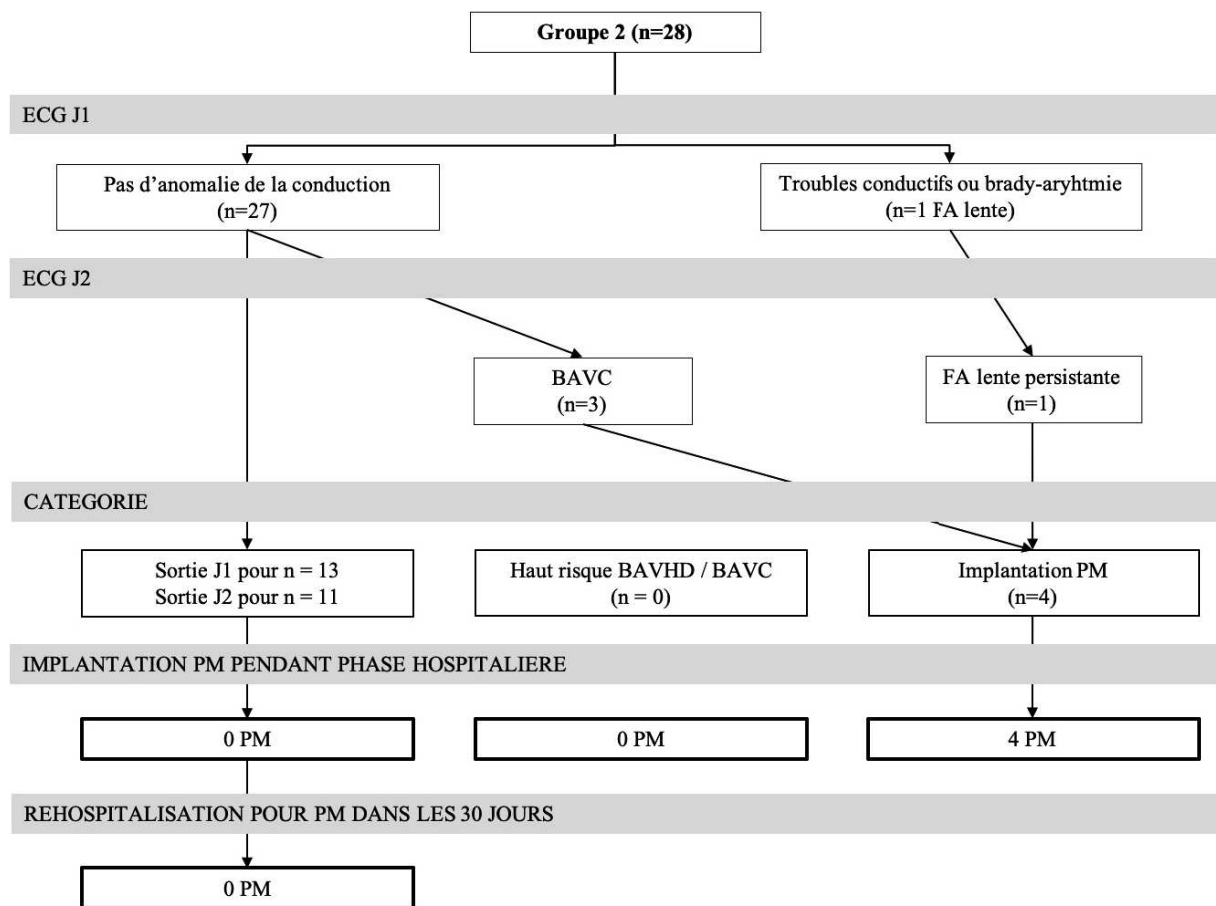 Groupe 2 (n=28)
ECG J1
Pas d’anomalie de la conduction
(n=27)
Troubles conductifs ou brady-aryhtmie
(n=1 FA lente)
ECG J2
BAVC
(n=3)
FA lente persistante
(n=1)
CATEGORIE
Sortie J1 pour n = 13
Sortie J2 pour n = 11
Haut risque BAVHD / BAVC
(n = 0)
Implantation PM
(n=4)
IMPLANTATION PM PENDANT PHASE HOSPITALIERE
0 PM
0 PM
4 PM
REHOSPITALISATION POUR PM DANS LES 30 JOURS
0 PM